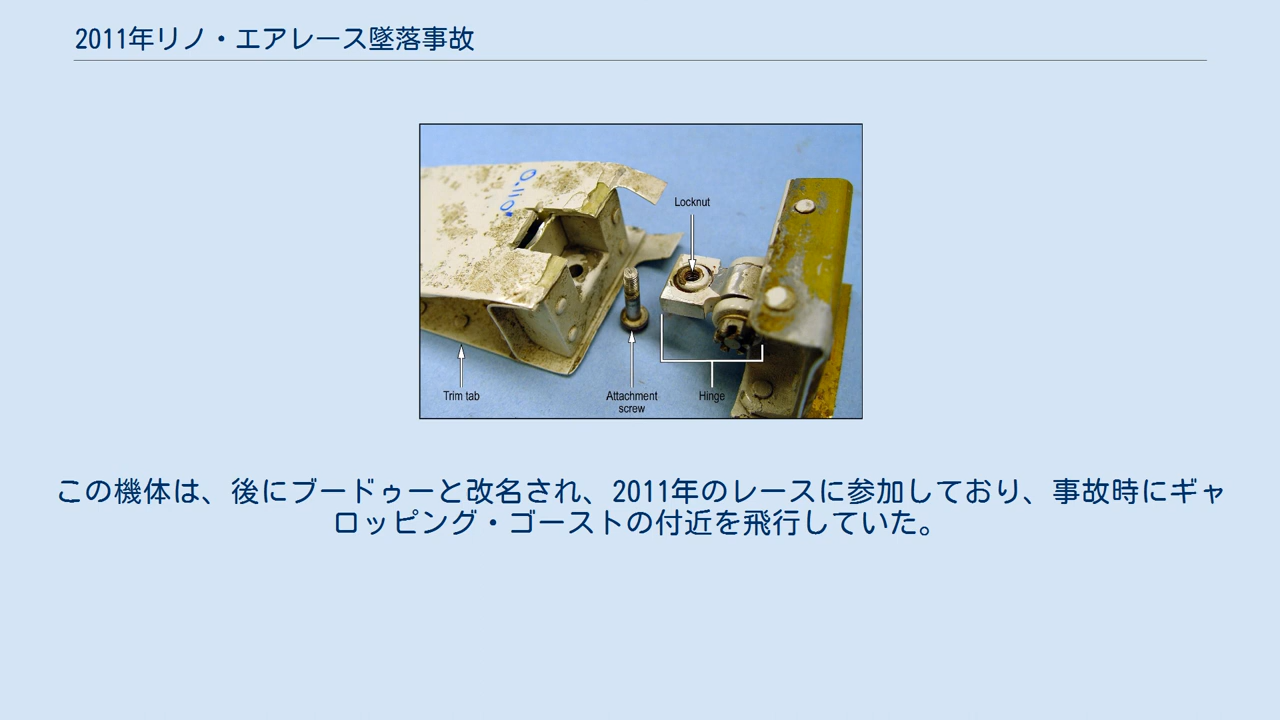 2011年リノ・エアレース墜落事故
0.110"
Locknut
Trim tab
Attachment
screw
Hinge
この機体は、後にブードゥーと改名され、2011年のレースに参加しており、事故時にギャ
ロッピング・ゴーストの付近を飛行していた。